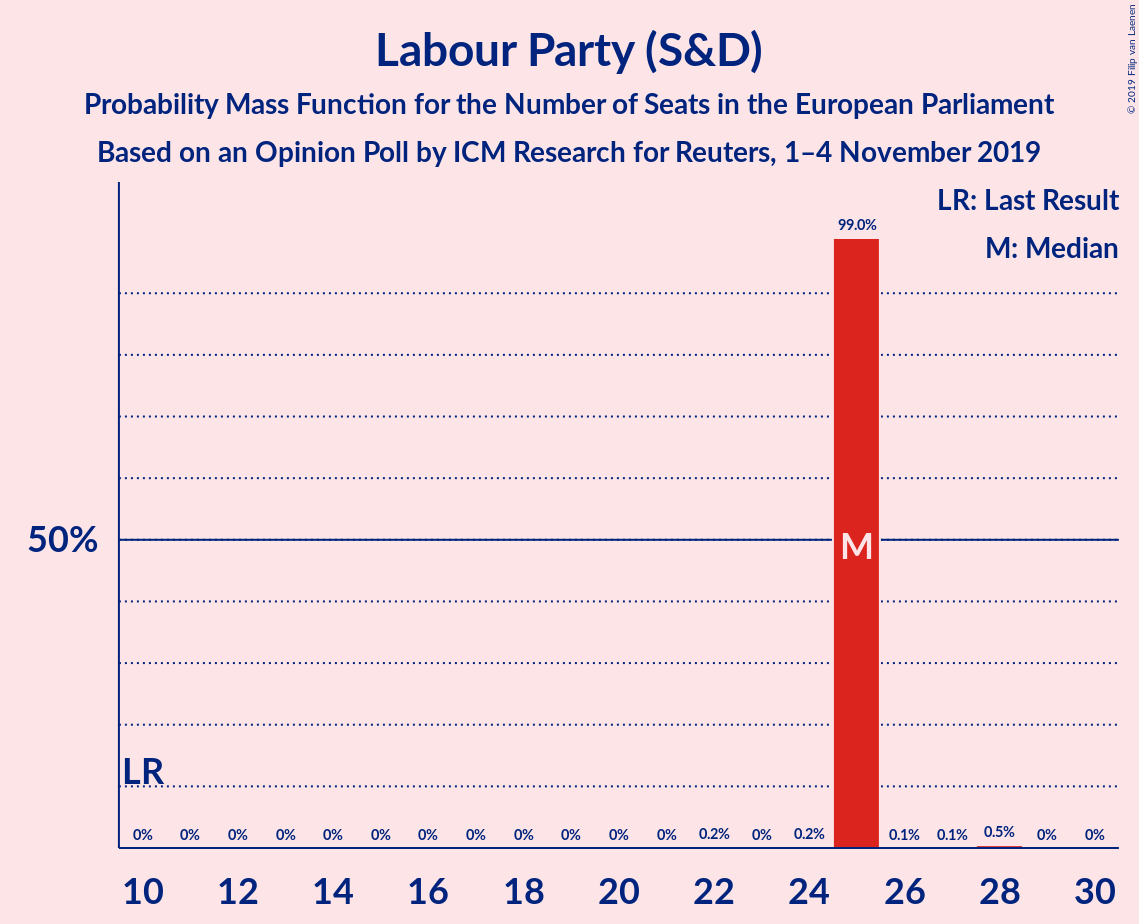 © 2019 Filip van Laenen
Labour Party (S&D)
Probability Mass Function for the Number of Seats in the European Parliament
Based on an Opinion Poll by ICM Research for Reuters, 1–4 November 2019
LR: Last Result
M: Median
99.0%
50%
M
LR
0% 0% 0% 0% 0% 0% 0% 0% 0% 0% 0% 0% 0.2% 0% 0.2% 0.1% 0.1% 0.5% 0% 0%
10 12 14 16 18 20 22 24 26 28 30